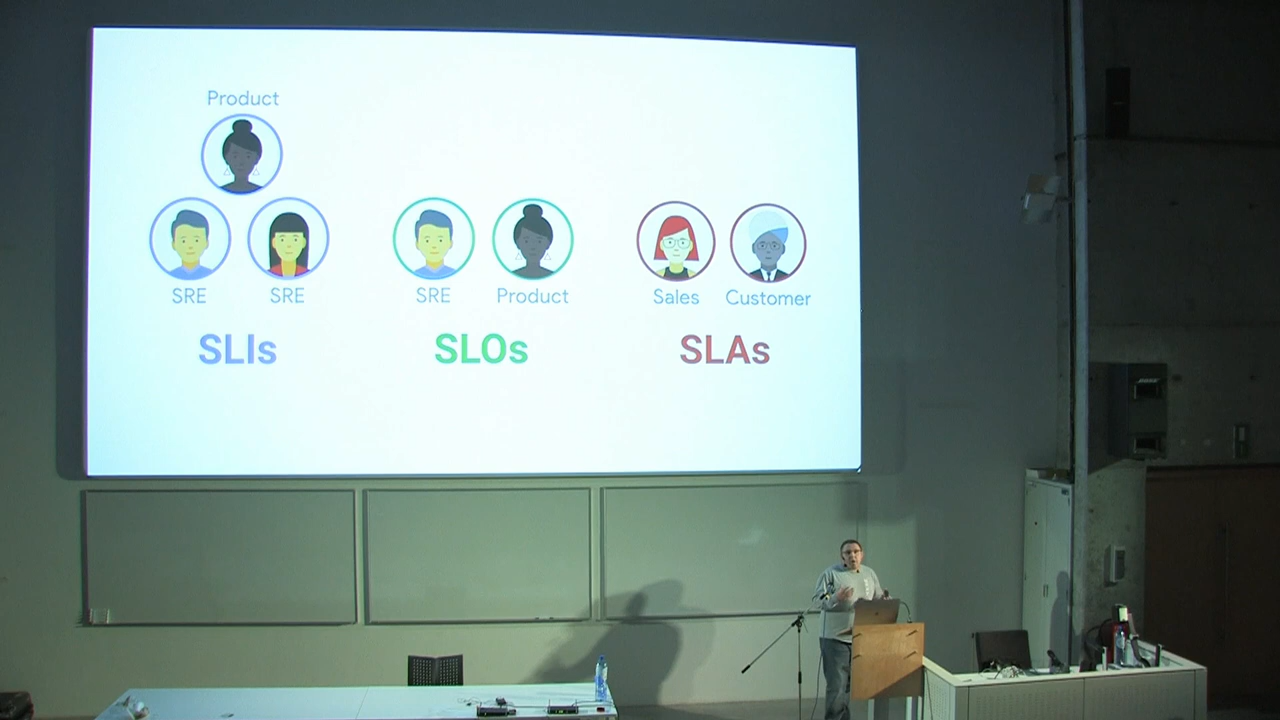 Product
SRE
SRE
SLIs
SRE
Product
SLOs
Sales
Customer
SLAs